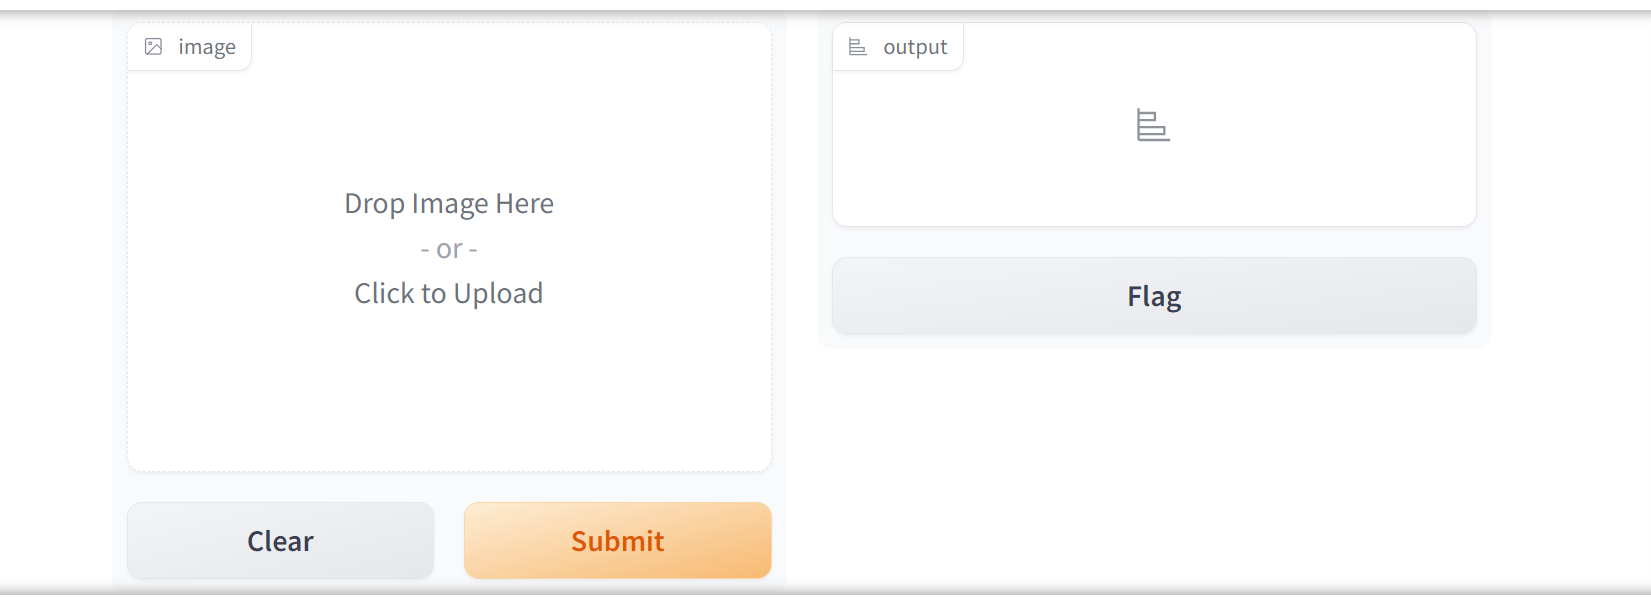 image
Drop Image Here
- or -
Click to Upload
Clear
Submit
output
Flag